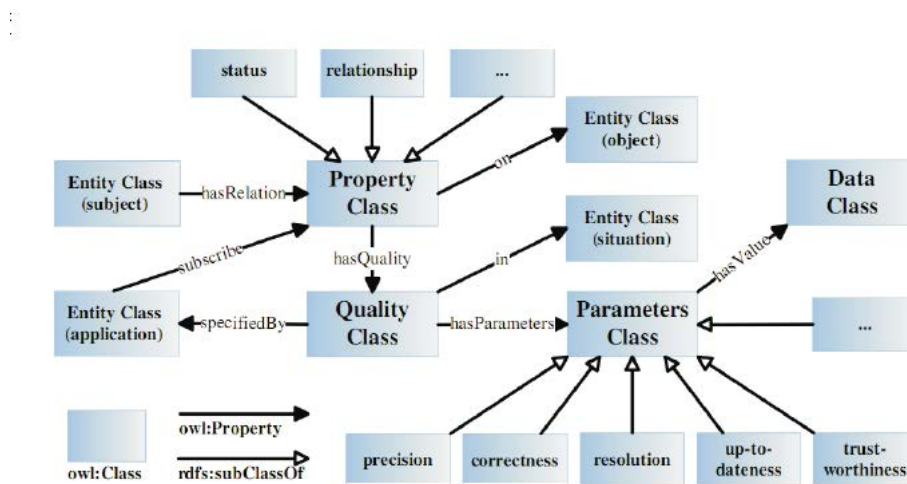 :
status
relationship
...
Entity Class
(object)
on
Entity Class
(subject)
hasRelation
Property
Class
Data
Class
Entity Class
(situation)
subscribe
hasQuality
in
hasValue
Entity Class
(application)
specifiedBy
Quality
Class
hasParameters
Parameters
Class
...
owl:Class
owl:Property
rdfs:subClassOf
precision
correctness
resolution
up-to-
dateness
trust-
worthiness